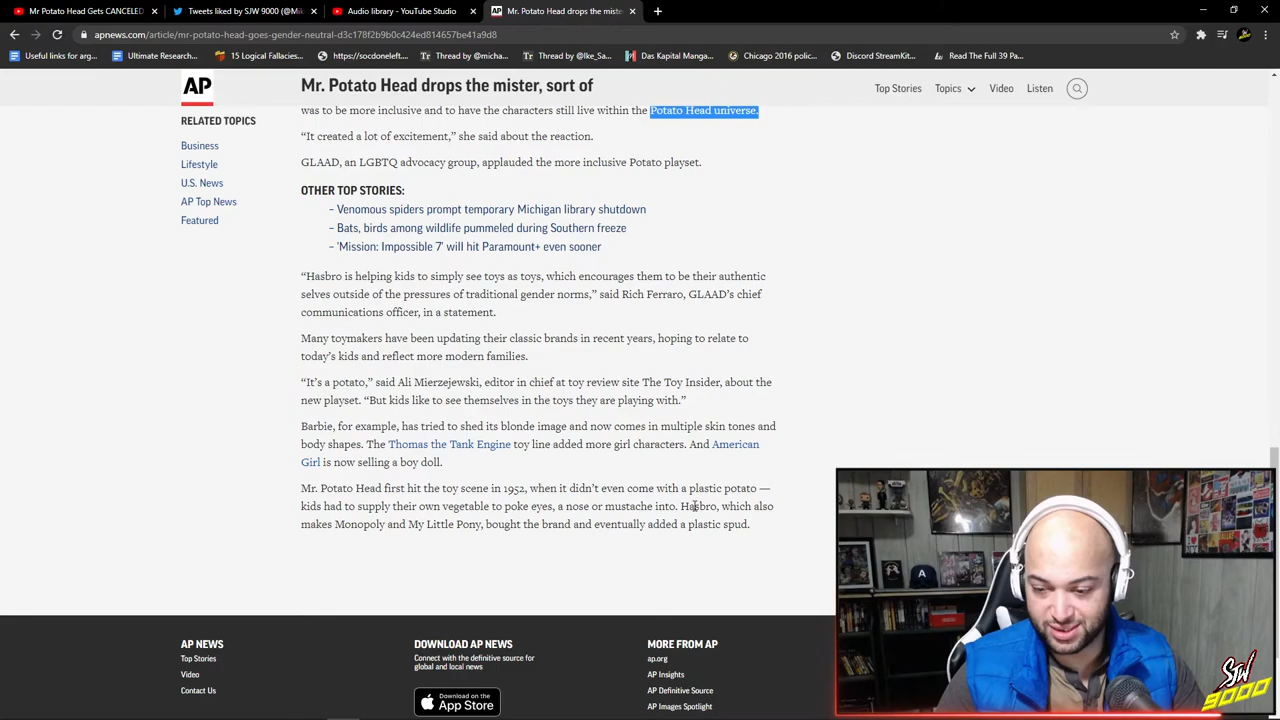 Mr Potato Head Gets CANCELED
Tweets liked by SJW 9000 (@Mik
Audio library - YouTube Studio
Mr. Potato Head drops the miste
apnews.com/article/mr-potato-head-goes-gender-neutral-d3c178f2b9b0c424ed814657be41a9d8
Useful links for arg...
Ultimate Research...
15 Logical Fallacie...
https://socdoneleft...
Thread by @micha...
Thread by @Ike_Sa...
Das Kapital Mangа...
Chicago 2016 polic...
Discord StreamKit...
Read The Full 39 Pa...
AP
Mr. Potato Head drops the mister, sort of
Top Stories
Topics
Video
Listen
RELATED TOPICS
Business
Lifestyle
U.S. News
AP Top News
Featured
was to be more inclusive and to have the characters still live within the Potato Head universe.
“It created a lot of excitement,” she said about the reaction.
GLAAD, an LGBTQ advocacy group, applauded the more inclusive Potato playset.
OTHER TOP STORIES:
– Venomous spiders prompt temporary Michigan library shutdown
– Bats, birds among wildlife pummeled during Southern freeze
– ‘Mission: Impossible 7’ will hit Paramount+ even sooner
“Hasbro is helping kids to simply see toys as toys, which encourages them to be their authentic
selves outside of the pressures of traditional gender norms,” said Rich Ferraro, GLAAD’s chief
communications officer, in a statement.
Many toymakers have been updating their classic brands in recent years, hoping to relate to
today’s kids and reflect more modern families.
“It’s a potato,” said Ali Mierzejewski, editor in chief at toy review site The Toy Insider, about the
new playset. “But kids like to see themselves in the toys they are playing with.”
Barbie, for example, has tried to shed its blonde image and now comes in multiple skin tones and
body shapes. The Thomas the Tank Engine toy line added more girl characters. And American
Girl is now selling a boy doll.
Mr. Potato Head first hit the toy scene in 1952, when it didn’t even come with a plastic potato —
kids had to supply their own vegetable to poke eyes, a nose or mustache into. Hasbro, which also
makes Monopoly and My Little Pony, bought the brand and eventually added a plastic spud.
AP NEWS
Top Stories
Video
Contact Us
DOWNLOAD AP NEWS
Connect with the definitive source for
global and local news
Download on the
App Store
MORE FROM AP
ap.org
AP Insights
AP Definitive Source
AP Images Spotlight
A
SJW
9000